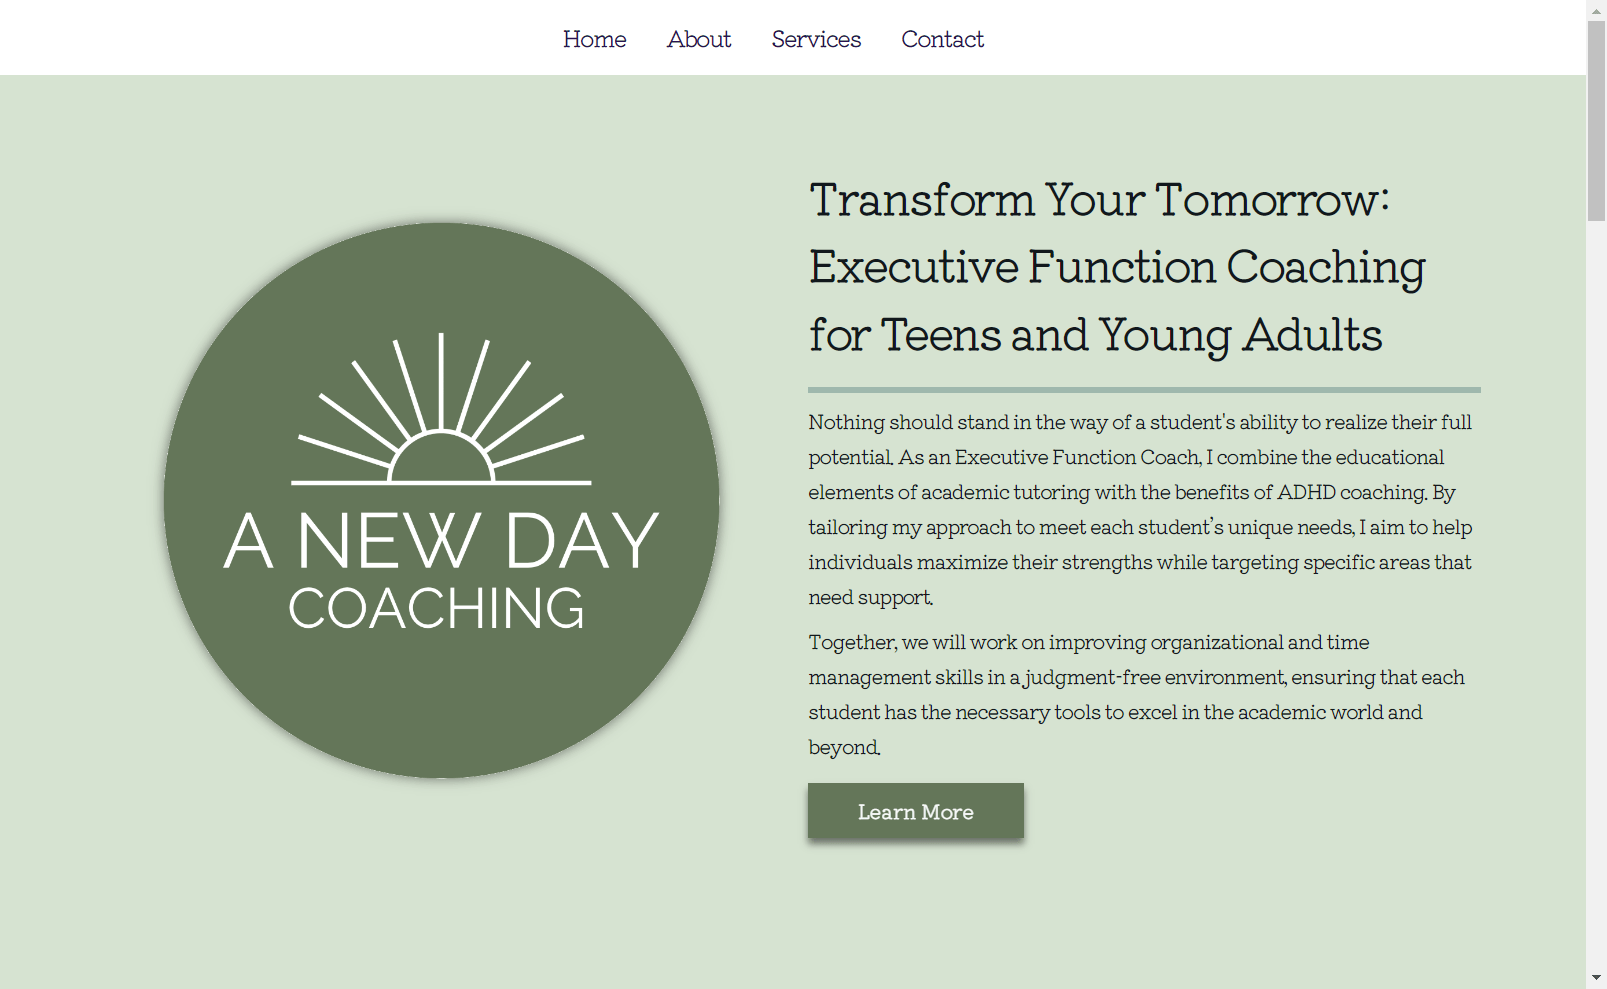 Home About Services Contact
A NEW DAY
COACHING
Transform Your Tomorrow:
Executive Function Coaching
for Teens and Young Adults
Nothing should stand in the way of a student's ability to realize their full
potential. As an Executive Function Coach, I combine the educational
elements of academic tutoring with the benefits of ADHD coaching. By
tailoring my approach to meet each student’s unique needs, I aim to help
individuals maximize their strengths while targeting specific areas that
need support.
Together, we will work on improving organizational and time
management skills in a judgment-free environment, ensuring that each
student has the necessary tools to excel in the academic world and
beyond.
Learn More